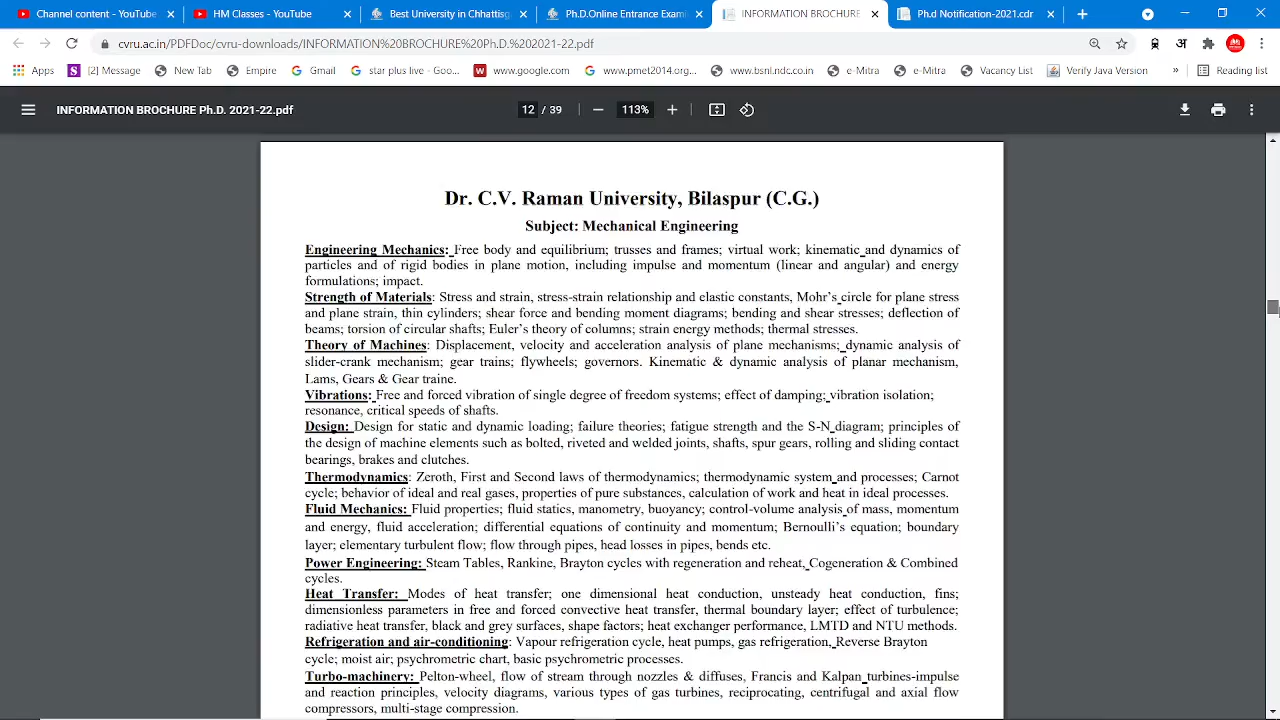 Channel content - YouTube
HM Classes - YouTube
Best University in Chhattisg
Ph.D.Online Entrance Exami
INFORMATION BROCHURE
Ph.d Notification-2021.cdr
cvru.ac.in/PDFDoc/cvru-downloads/INFORMATION%20BROCHURE%20Ph.D.%202021-22.pdf
Apps
[2] Message
New Tab
Empire
Gmail
star plus live - Goo...
www.google.com
www.pmet2014.org...
www.bsnl.ndc.co.in
e-Mitra
e-Mitra
Vacancy List
Verify Java Version
»
Reading list
INFORMATION BROCHURE Ph.D. 2021-22.pdf
12 / 39
113%
Dr. C.V. Raman University, Bilaspur (C.G.)
Subject: Mechanical Engineering
Engineering Mechanics: Free body and equilibrium; trusses and frames; virtual work; kinematic and dynamics of
particles and of rigid bodies in plane motion, including impulse and momentum (linear and angular) and energy
formulations; impact.
Strength of Materials: Stress and strain, stress-strain relationship and elastic constants, Mohr's circle for plane stress
and plane strain, thin cylinders; shear force and bending moment diagrams; bending and shear stresses; deflection of
beams; torsion of circular shafts; Euler's theory of columns; strain energy methods; thermal stresses.
Theory of Machines: Displacement, velocity and acceleration analysis of plane mechanisms; dynamic analysis of
slider-crank mechanism; gear trains; flywheels; governors. Kinematic & dynamic analysis of planar mechanism,
Lams, Gears & Gear traine.
Vibrations: Free and forced vibration of single degree of freedom systems; effect of damping; vibration isolation;
resonance, critical speeds of shafts.
Design: Design for static and dynamic loading; failure theories; fatigue strength and the S-N diagram; principles of
the design of machine elements such as bolted, riveted and welded joints, shafts, spur gears, rolling and sliding contact
bearings, brakes and clutches.
Thermodynamics: Zeroth, First and Second laws of thermodynamics; thermodynamic system and processes; Carnot
cycle; behavior of ideal and real gases, properties of pure substances, calculation of work and heat in ideal processes.
Fluid Mechanics: Fluid properties; fluid statics, manometry, buoyancy; control-volume analysis of mass, momentum
and energy, fluid acceleration; differential equations of continuity and momentum; Bernoulli's equation; boundary
layer; elementary turbulent flow; flow through pipes, head losses in pipes, bends etc.
Power Engineering: Steam Tables, Rankine, Brayton cycles with regeneration and reheat, Cogeneration & Combined
cycles.
Heat Transfer: Modes of heat transfer; one dimensional heat conduction, unsteady heat conduction, fins;
dimensionless parameters in free and forced convective heat transfer, thermal boundary layer; effect of turbulence;
radiative heat transfer, black and grey surfaces, shape factors; heat exchanger performance, LMTD and NTU methods.
Refrigeration and air-conditioning: Vapour refrigeration cycle, heat pumps, gas refrigeration, Reverse Brayton
cycle; moist air; psychrometric chart, basic psychrometric processes.
Turbo-machinery: Pelton-wheel, flow of stream through nozzles & diffuses, Francis and Kalpan turbines-impulse
and reaction principles, velocity diagrams, various types of gas turbines, reciprocating, centrifugal and axial flow
compressors, multi-stage compression.